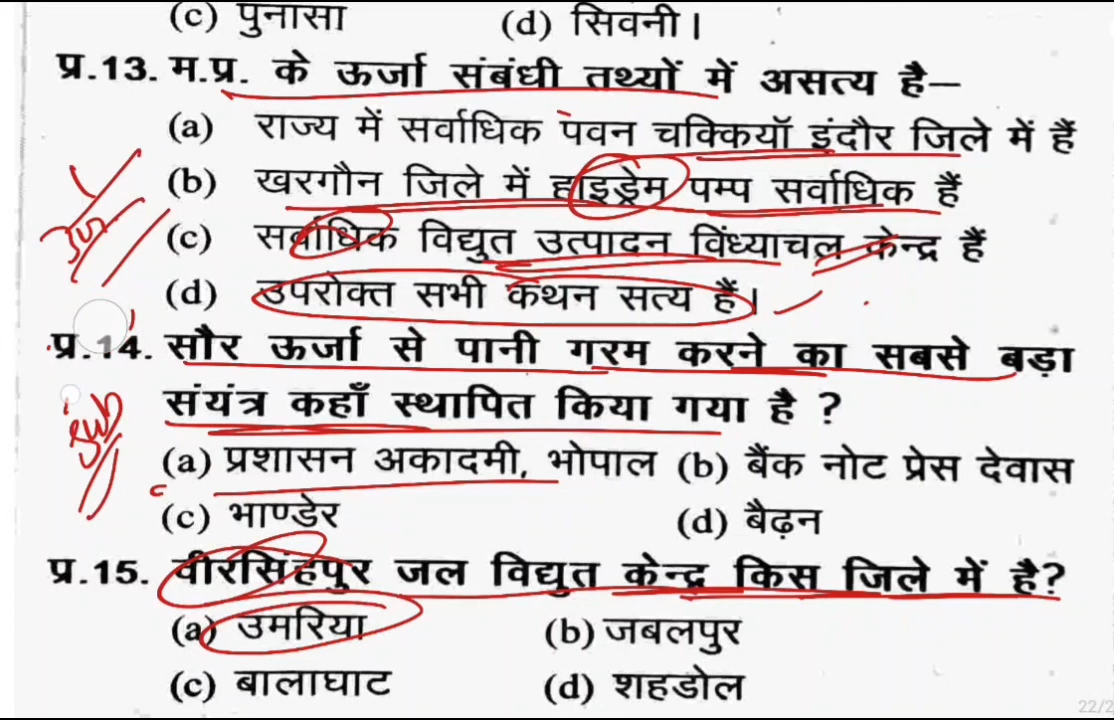 (c) पुनासा (d) सिवनी।
प्र.13. म.प्र. के ऊर्जा संबंधी तथ्यों में असत्य है–
(a) राज्य में सर्वाधिक पवन चक्कियॉ इंदौर जिले में हैं
(b) खरगौन जिले में हाइड्रेम पम्प सर्वाधिक हैं
(c) सर्वाधिक विद्युत उत्पादन विंध्याचल केन्द्र हैं
(d) उपरोक्त सभी कथन सत्य हैं।
प्र.14. सौर ऊर्जा से पानी गरम करने का सबसे बड़ा
संयंत्र कहाँ स्थापित किया गया है ?
(a) प्रशासन अकादमी, भोपाल (b) बैंक नोट प्रेस देवास
(c) भाण्डेर (d) बैढ़न
प्र.15. वीरसिंहपुर जल विद्युत केन्द्र किस जिले में है?
(a) उमरिया (b) जबलपुर
(c) बालाघाट (d) शहडोल